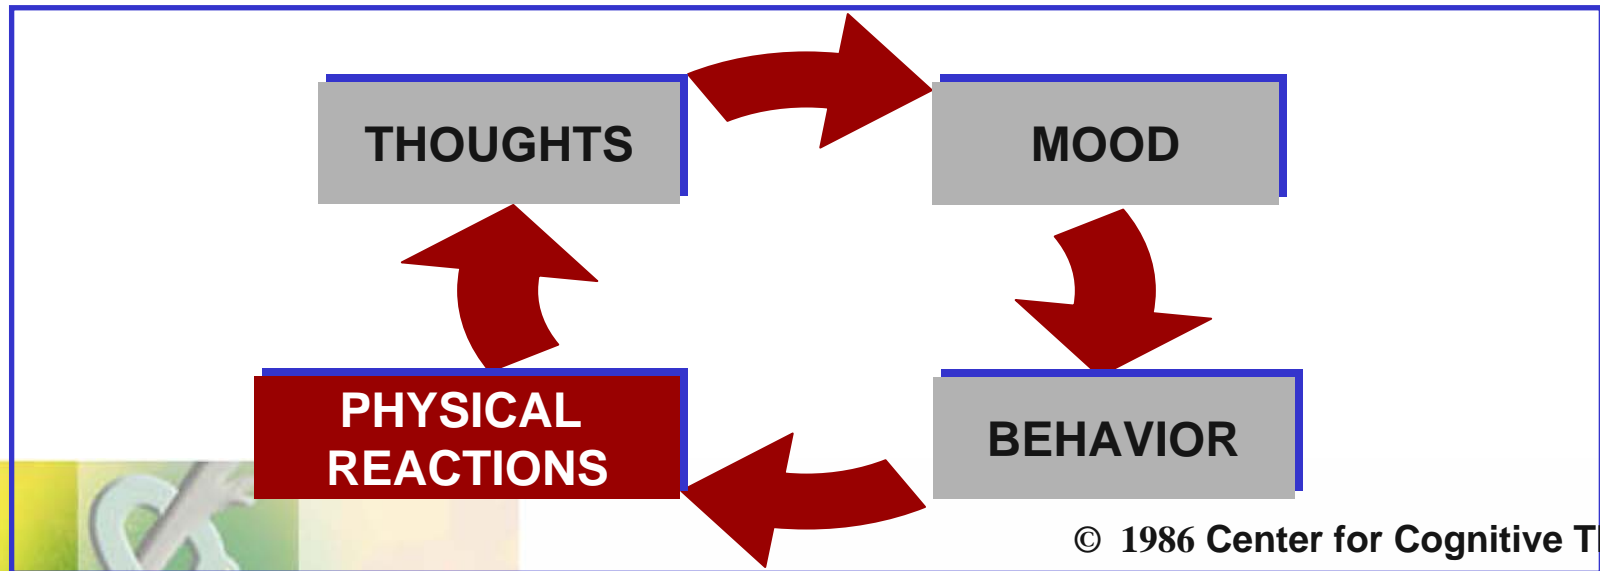 THOUGHTS
MOOD
PHYSICAL
REACTIONS
BEHAVIOR
© 1986 Center for Cognitive